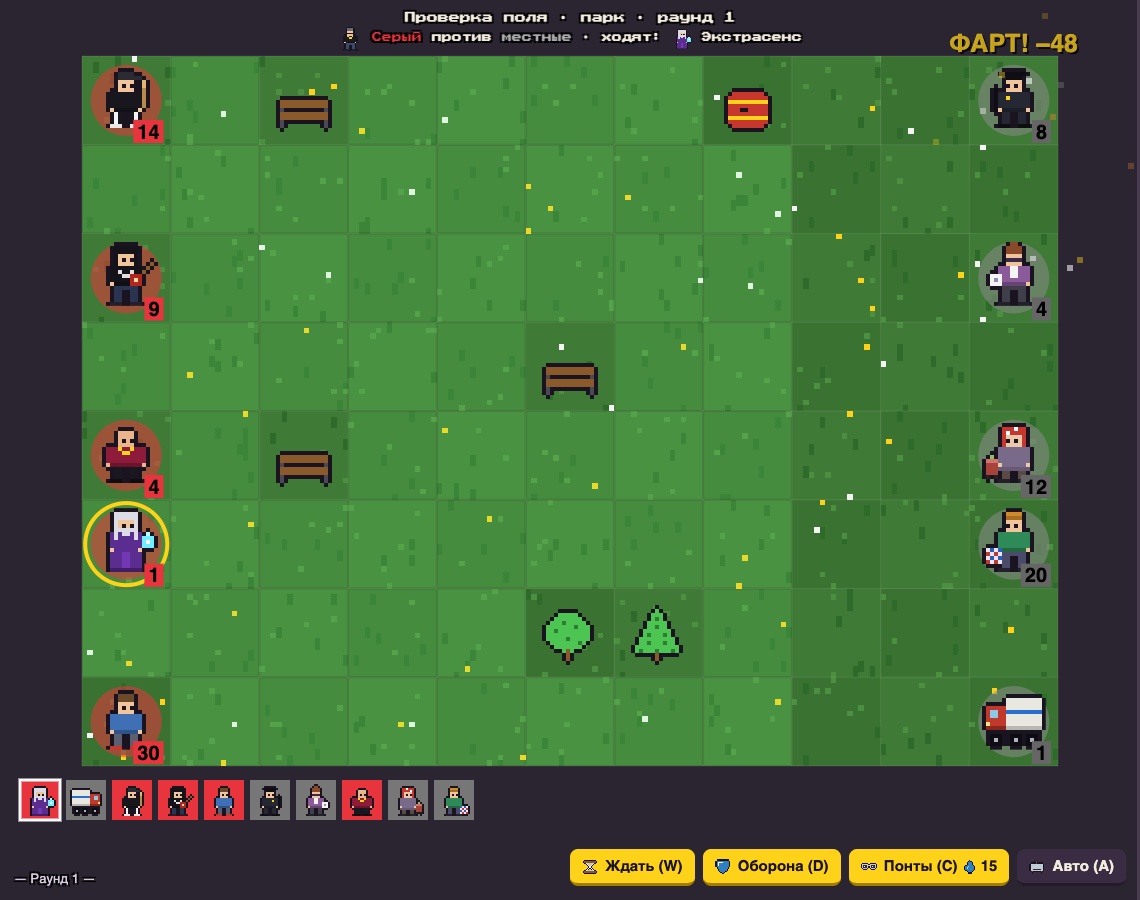 Проверка поля · парк · раунд 1
Серый против местные · ходят: Экстрасенс
ФАРТ! −48
14
8
9
4
4
12
1
20
30
1
Ждать (W)
Оборона (D)
Понты (C) 15
Авто (A)
— Раунд 1 —